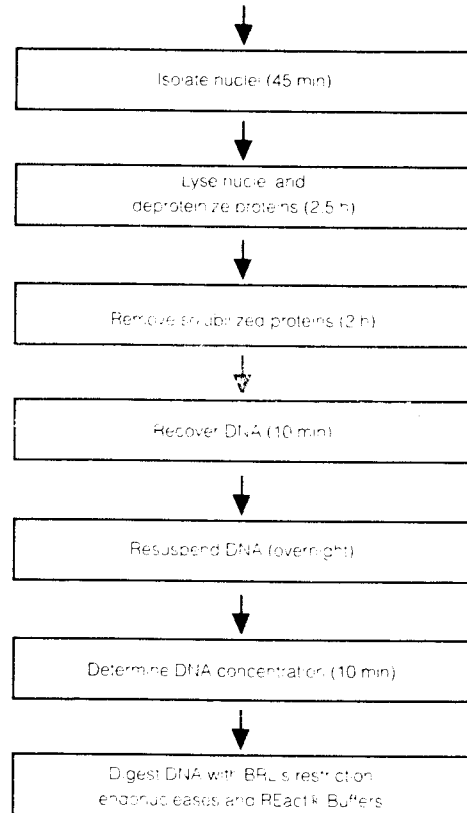 Isolate nuclei (45 min)
Lyse nuclei and
deproteinize proteins (2.5 h)
Remove solubilized proteins (2 h)
Recover DNA (10 min)
Resuspend DNA (overnight)
Determine DNA concentration (10 min)
Digest DNA with BRL's restriction
endonucleases and REact® Buffers